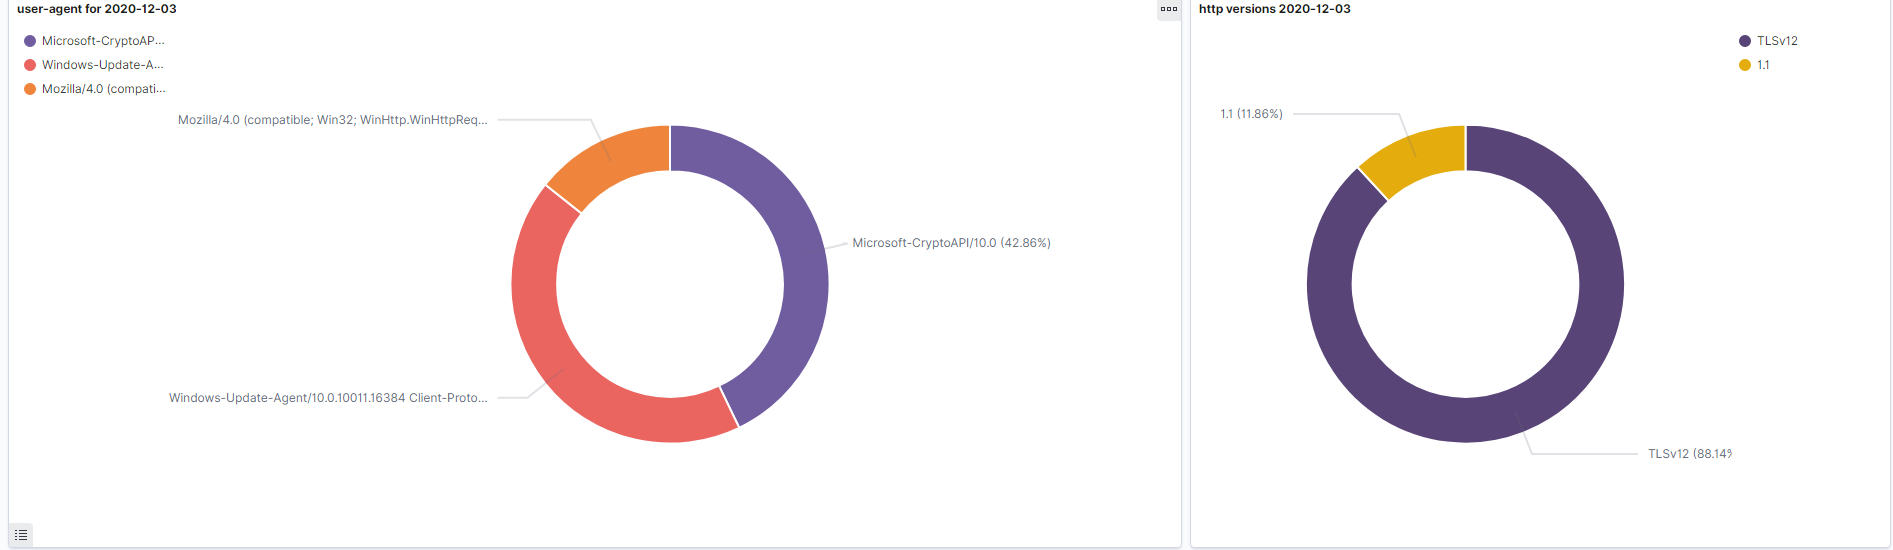 user-agent for 2020-12-03
Microsoft-CryptoAP...
Windows-Update-A...
Mozilla/4.0 (compati...
Mozilla/4.0 (compatible; Win32; WinHttp.WinHttpReq...
Microsoft-CryptoAPI/10.0 (42.86%)
Windows-Update-Agent/10.0.10011.16384 Client-Proto...
http versions 2020-12-03
TLSv12
1.1
1.1 (11.86%)
TLSv12 (88.14%